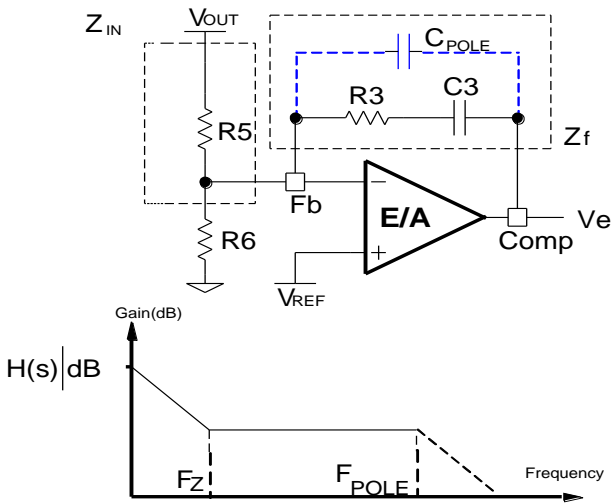 VOUT
ZIN
CPOLE
R3
C3
R5
Zf
Fb
−
E/A
+
Ve
Comp
R6
VREF
Gain(dB)
H(s)|dB
FZ
FPOLE
Frequency